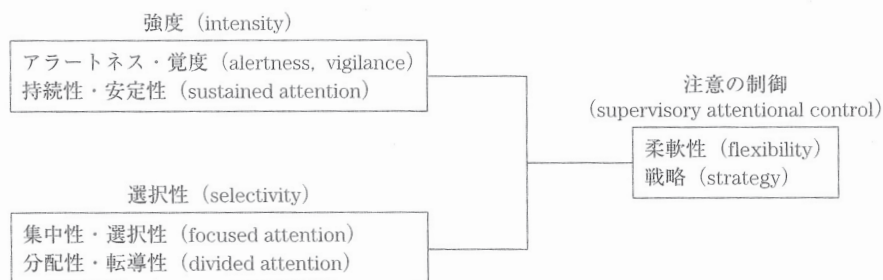 強度（intensity）
アラートネス・覚度（alertness, vigilance）
持続性・安定性（sustained attention）
選択性（selectivity）
集中性・選択性（focused attention）
分配性・転導性（divided attention）
注意の制御
（supervisory attentional control）
柔軟性（flexibility）
戦略（strategy）